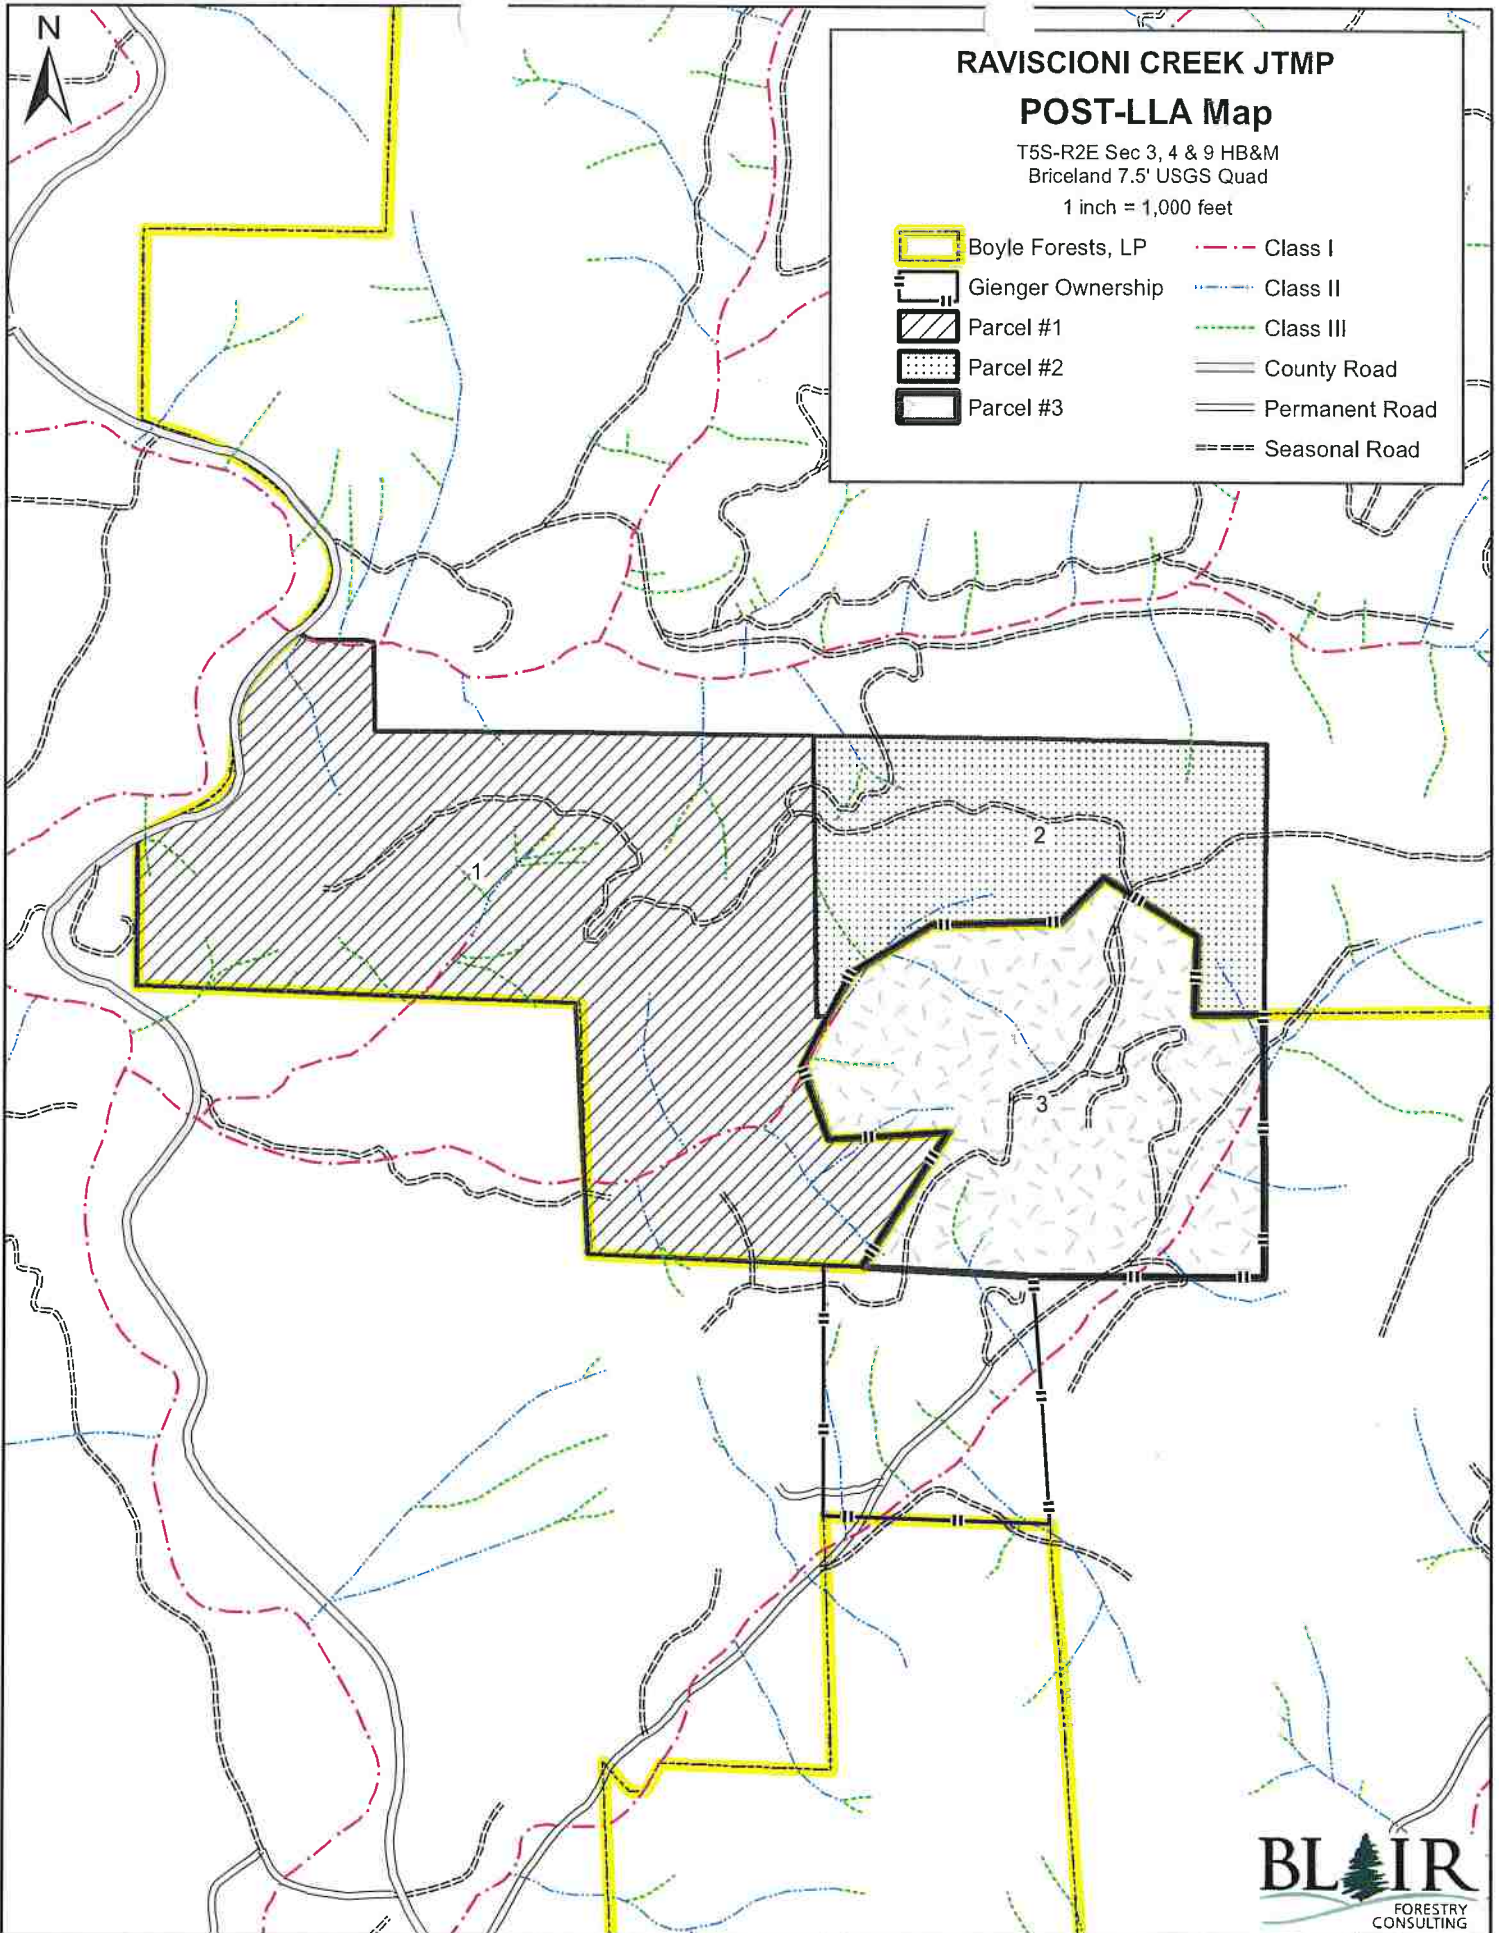 N
RAVISCIONI CREEK JTMP
POST-LLA Map
T5S-R2E Sec 3, 4 & 9 HB&M
Briceland 7.5' USGS Quad
1 inch = 1,000 feet
Boyle Forests, LP
Gienger Ownership
Parcel #1
Parcel #2
Parcel #3
Class I
Class II
Class III
County Road
Permanent Road
Seasonal Road
2
1
3
BLAIR
FORESTRY
CONSULTING